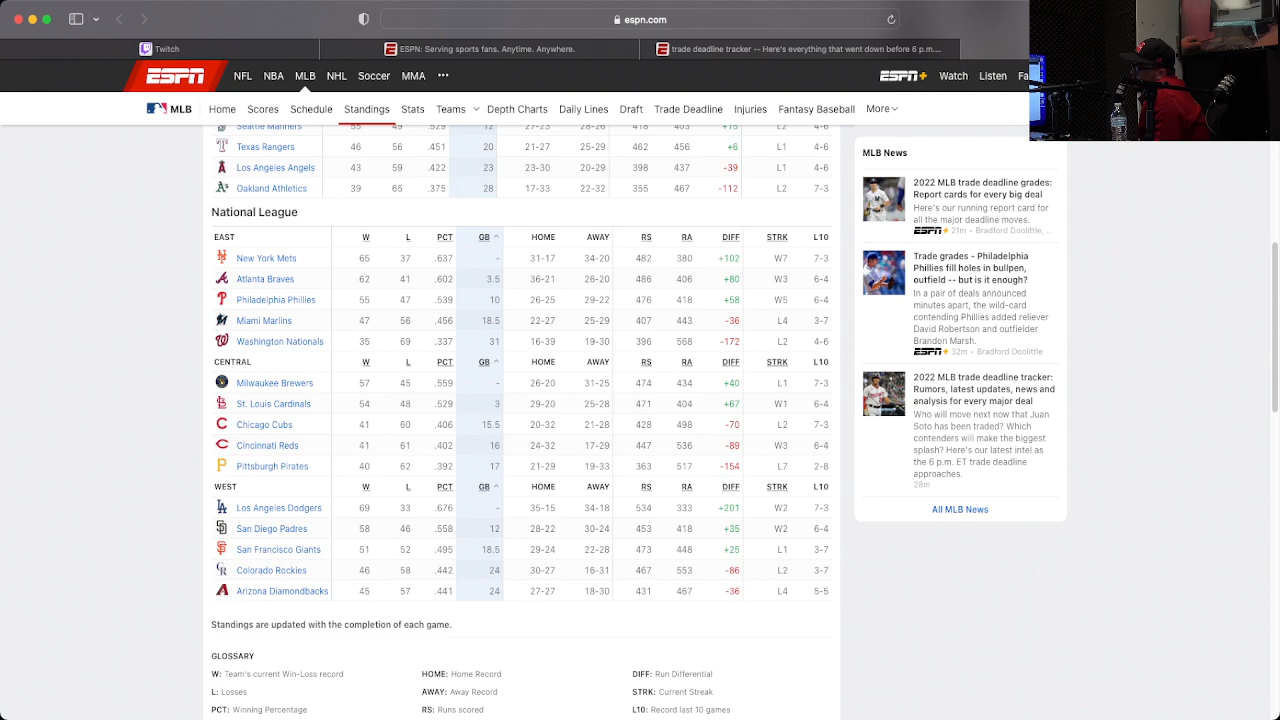 espn.com
Twitch
ESPN: Serving sports fans. Anytime. Anywhere.
trade deadline tracker -- Here's everything that went down before 6 p.m....
ESPN NFL NBA MLB NHL Soccer MMA ••• ESPN+ Watch Listen Fa
MLB Home Scores Schedule Standings Stats Teams Depth Charts Daily Lines Draft Trade Deadline Injuries Fantasy Baseball More
Seattle Mariners 55 49 .529 12 27-23 28-26 418 403 +15 L2 4-6
Texas Rangers 46 56 .451 20 21-27 25-29 462 456 +6 L1 4-6
Los Angeles Angels 43 59 .422 23 23-30 20-29 398 437 -39 L1 4-6
Oakland Athletics 39 65 .375 28 17-33 22-32 355 467 -112 L2 7-3
National League
EAST W L PCT GB HOME AWAY RS RA DIFF STRK L10
New York Mets 65 37 .637 - 31-17 34-20 482 380 +102 W7 7-3
Atlanta Braves 62 41 .602 3.5 36-21 26-20 486 406 +80 W3 6-4
Philadelphia Phillies 55 47 .539 10 26-25 29-22 476 418 +58 W5 6-4
Miami Marlins 47 56 .456 18.5 22-27 25-29 407 443 -36 L4 3-7
Washington Nationals 35 69 .337 31 16-39 19-30 396 568 -172 L2 4-6
CENTRAL W L PCT GB HOME AWAY RS RA DIFF STRK L10
Milwaukee Brewers 57 45 .559 - 26-20 31-25 474 434 +40 L1 7-3
St. Louis Cardinals 54 48 .529 3 29-20 25-28 471 404 +67 W1 6-4
Chicago Cubs 41 60 .406 15.5 20-32 21-28 428 498 -70 L2 7-3
Cincinnati Reds 41 61 .402 16 24-32 17-29 447 536 -89 W3 6-4
Pittsburgh Pirates 40 62 .392 17 21-29 19-33 363 517 -154 L7 2-8
WEST W L PCT GB HOME AWAY RS RA DIFF STRK L10
Los Angeles Dodgers 69 33 .676 - 35-15 34-18 534 333 +201 W2 7-3
San Diego Padres 58 46 .558 12 28-22 30-24 453 418 +35 W2 6-4
San Francisco Giants 51 52 .495 18.5 29-24 22-28 473 448 +25 L1 3-7
Colorado Rockies 46 58 .442 24 30-27 16-31 467 553 -86 L2 3-7
Arizona Diamondbacks 45 57 .441 24 27-27 18-30 431 467 -36 L4 5-5
Standings are updated with the completion of each game.
GLOSSARY
W: Team's current Win-Loss record HOME: Home Record DIFF: Run Differential
L: Losses AWAY: Away Record STRK: Current Streak
PCT: Winning Percentage RS: Runs scored L10: Record last 10 games
MLB News
2022 MLB trade deadline grades:
Report cards for every big deal
Here's our running report card for
all the major deadline moves.
ESPN+ 21m • Bradford Doolittle, ...
Trade grades - Philadelphia
Phillies fill holes in bullpen,
outfield -- but is it enough?
In a pair of deals announced
minutes apart, the wild-card
contending Phillies added reliever
David Robertson and outfielder
Brandon Marsh.
ESPN+ 32m • Bradford Doolittle
2022 MLB trade deadline tracker:
Rumors, latest updates, news and
analysis for every major deal
Who will move next now that Juan
Soto has been traded? Which
contenders will make the biggest
splash? Here's our latest intel as
the 6 p.m. ET trade deadline
approaches.
28m
All MLB News